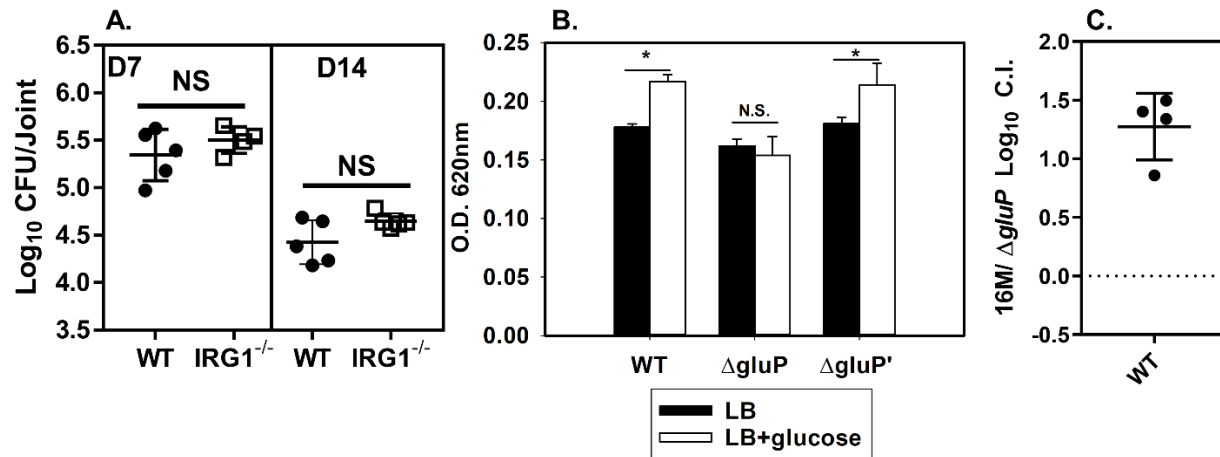 A.
Log10 CFU/Joint
6.5
6.0
5.5
5.0
4.5
4.0
3.5
D7
NS
D14
NS
WT
IRG1-/-
WT
IRG1-/-
B.
O.D. 620nm
0.25
0.20
0.15
0.10
0.05
0.00
*
N.S.
*
WT
ΔgluP
ΔgluP'
LB
LB+glucose
C.
16M/ ΔgluP Log10 C.I.
2.0
1.5
1.0
0.5
0.0
-0.5
WT